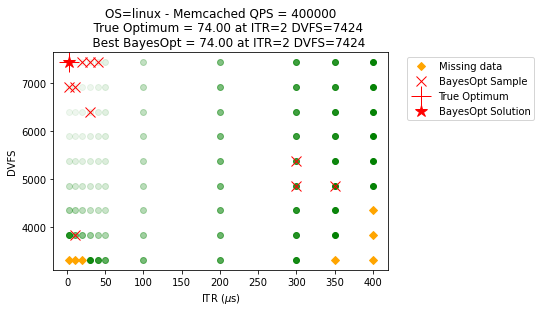 OS=linux - Memcached QPS = 400000
True Optimum = 74.00 at ITR=2 DVFS=7424
Best BayesOpt = 74.00 at ITR=2 DVFS=7424
Missing data
BayesOpt Sample
True Optimum
BayesOpt Solution
DVFS
7000
6000
5000
4000
0 50 100 150 200 250 300 350 400
ITR (μs)